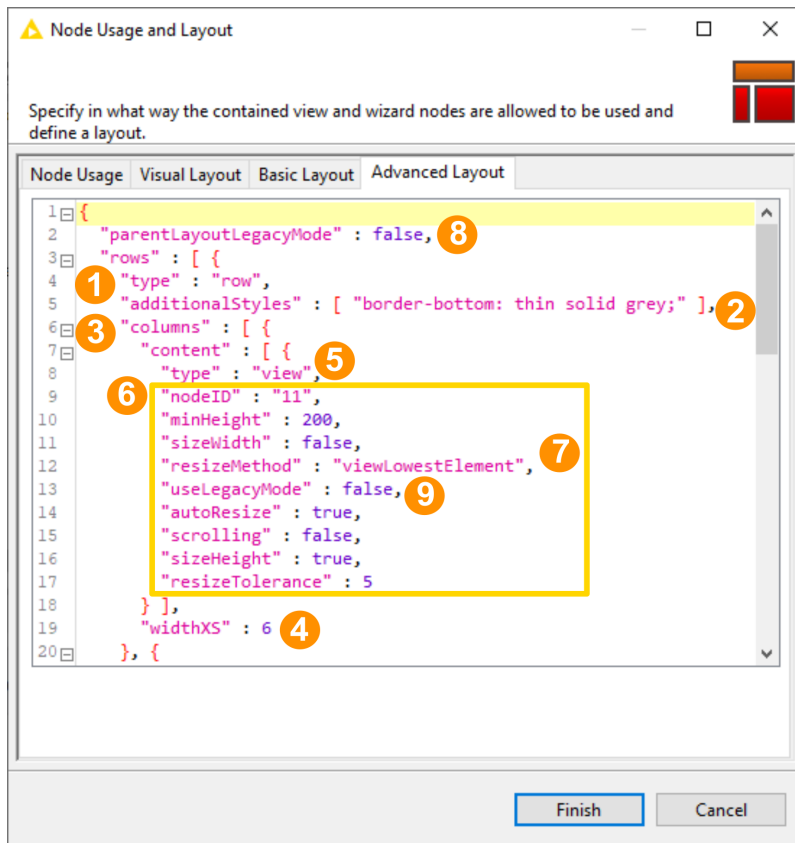 Node Usage and Layout
Specify in what way the contained view and wizard nodes are allowed to be used and
define a layout.
Node Usage Visual Layout Basic Layout Advanced Layout
1 {
2 "parentLayoutLegacyMode" : false, 8
3 "rows" : [ {
4 1 "type" : "row",
5 "additionalStyles" : [ "border-bottom: thin solid grey;" ], 2
6 3 "columns" : [ {
7 "content" : [ { 5
8 "type" : "view",
9 6 "nodeID" : "11",
10 "minHeight" : 200,
11 "sizeWidth" : false,
12 "resizeMethod" : "viewLowestElement", 7
13 "useLegacyMode" : false, 9
14 "autoResize" : true,
15 "scrolling" : false,
16 "sizeHeight" : true,
17 "resizeTolerance" : 5
18 } ],
19 "widthXS" : 6 4
20 }, {
Finish Cancel